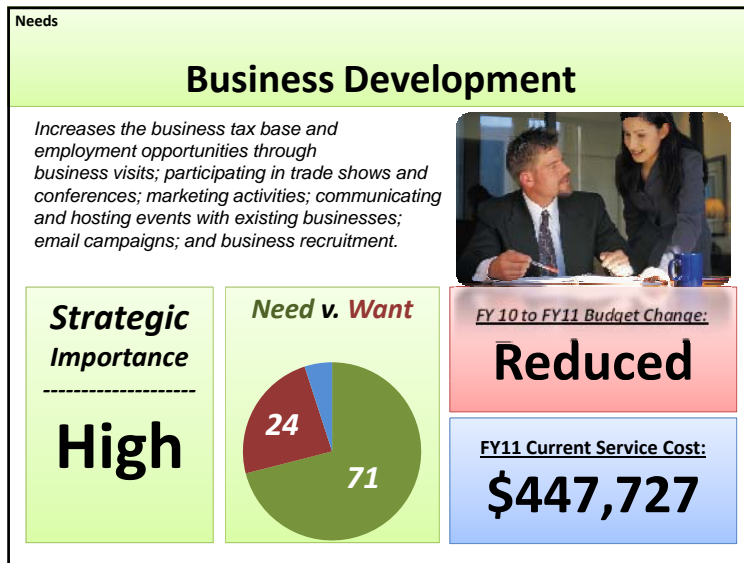 Needs
Business Development
Increases the business tax base and
employment opportunities through
business visits; participating in trade shows and
conferences; marketing activities; communicating
and hosting events with existing businesses;
email campaigns; and business recruitment.
Strategic
Importance
--------------------
High
Need v. Want
24
71
FY 10 to FY11 Budget Change:
Reduced
FY11 Current Service Cost:
$447,727